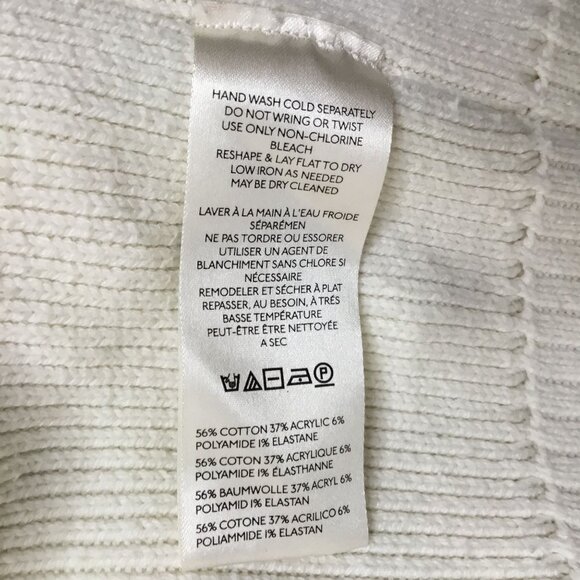 HAND WASH COLD SEPARATELY
DO NOT WRING OR TWIST
USE ONLY NON-CHLORINE
BLEACH
RESHAPE & LAY FLAT TO DRY
LOW IRON AS NEEDED
MAY BE DRY CLEANED
LAVER À LA MAIN À L'EAU FROIDE
SÉPARÉMEN
NE PAS TORDRE OU ESSORER
UTILISER UN AGENT DE
BLANCHIMENT SANS CHLORE SI
NÉCESSAIRE
REMODELER ET SÉCHER À PLAT
REPASSER, AU BESOIN, À TRÉS
BASSE TEMPÉRATURE
PEUT-ÊTRE ÊTRE NETTOYÉE
A SEC
P
56% COTTON 37% ACRYLIC 6%
POLYAMIDE 1% ELASTANE
56% COTON 37% ACRYLIQUE 6%
POLYAMIDE 1% ÉLASTHANNE
56% BAUMWOLLE 37% ACRYL 6%
POLYAMID 1% ELASTAN
56% COTONE 37% ACRILICO 6%
POLIAMMIDE 1% ELASTAN